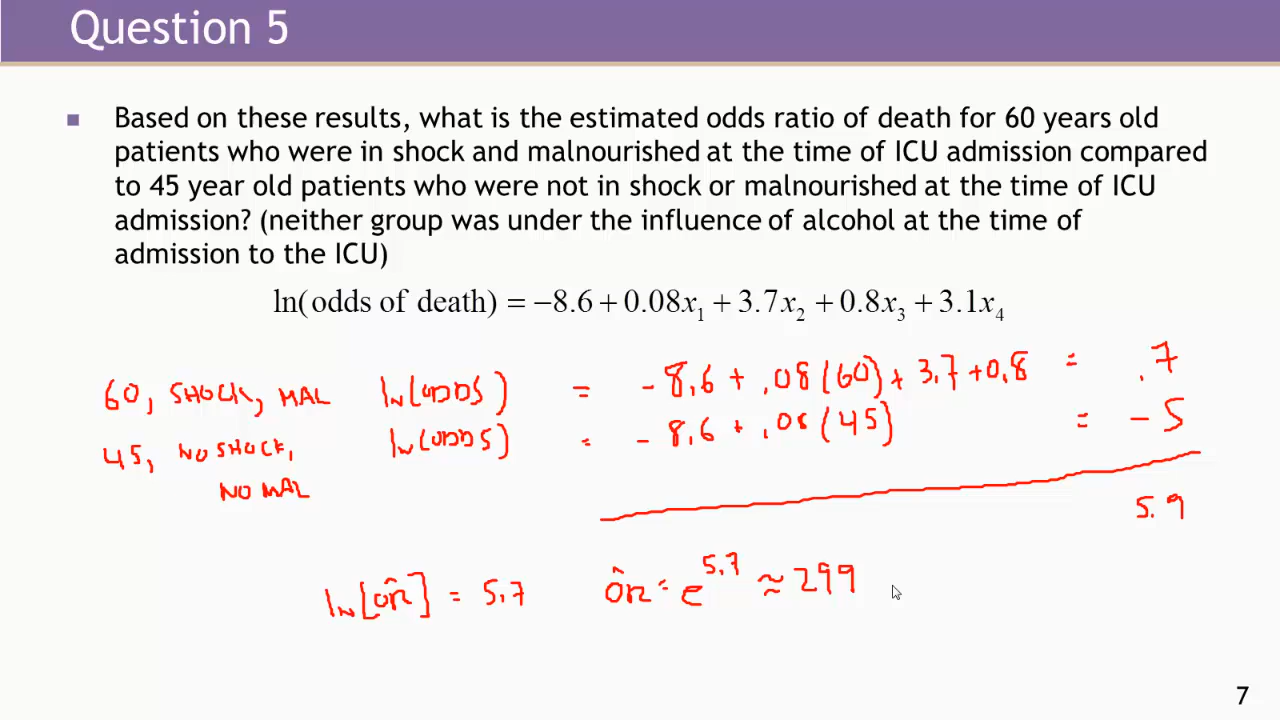 Question 5
Based on these results, what is the estimated odds ratio of death for 60 years old
patients who were in shock and malnourished at the time of ICU admission compared
to 45 year old patients who were not in shock or malnourished at the time of ICU
admission? (neither group was under the influence of alcohol at the time of
admission to the ICU)
ln(odds of death) = −8.6 + 0.08x₁ + 3.7x₂ + 0.8x₃ + 3.1x₄
60, SHOCK, MAL ln(ODDS) = -8.6 + .08(60) + 3.7 + 0.8 = .7
45, NO SHOCK, ln(ODDS) = -8.6 + .08(45) = -5
NO MAL
5.9
ln[OR̂] = 5.7 OR̂ = e^5.7 ≈ 299
7